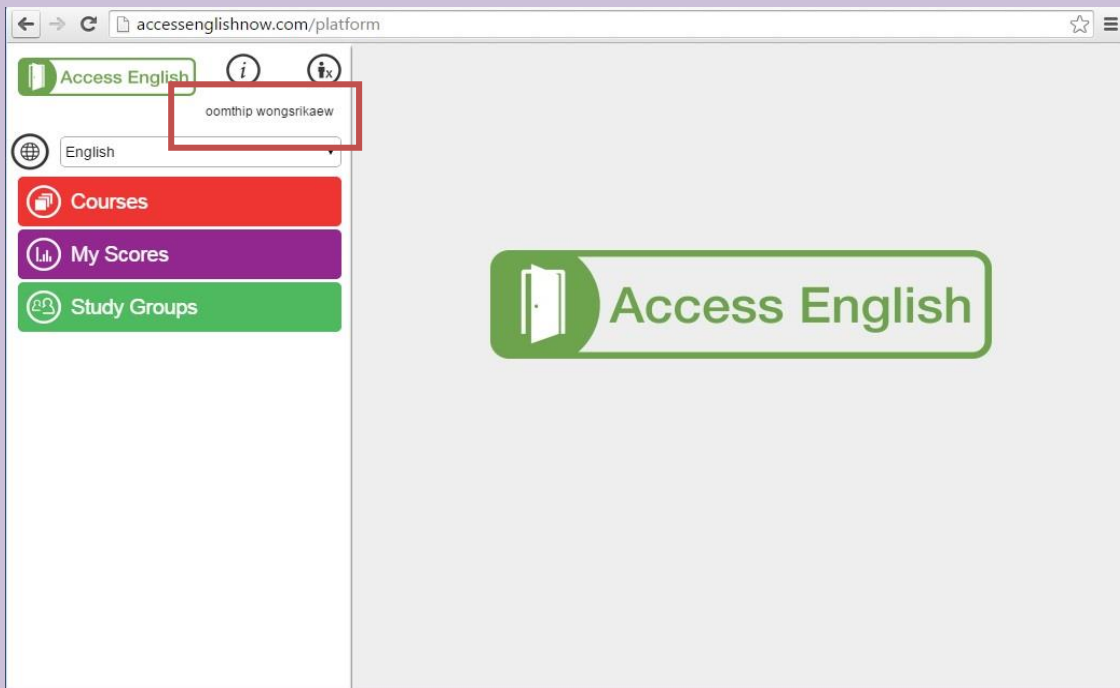 accessenglishnow.com/platform
Access English
i
x
oomthip wongsrikaew
English
Courses
My Scores
Study Groups
Access English